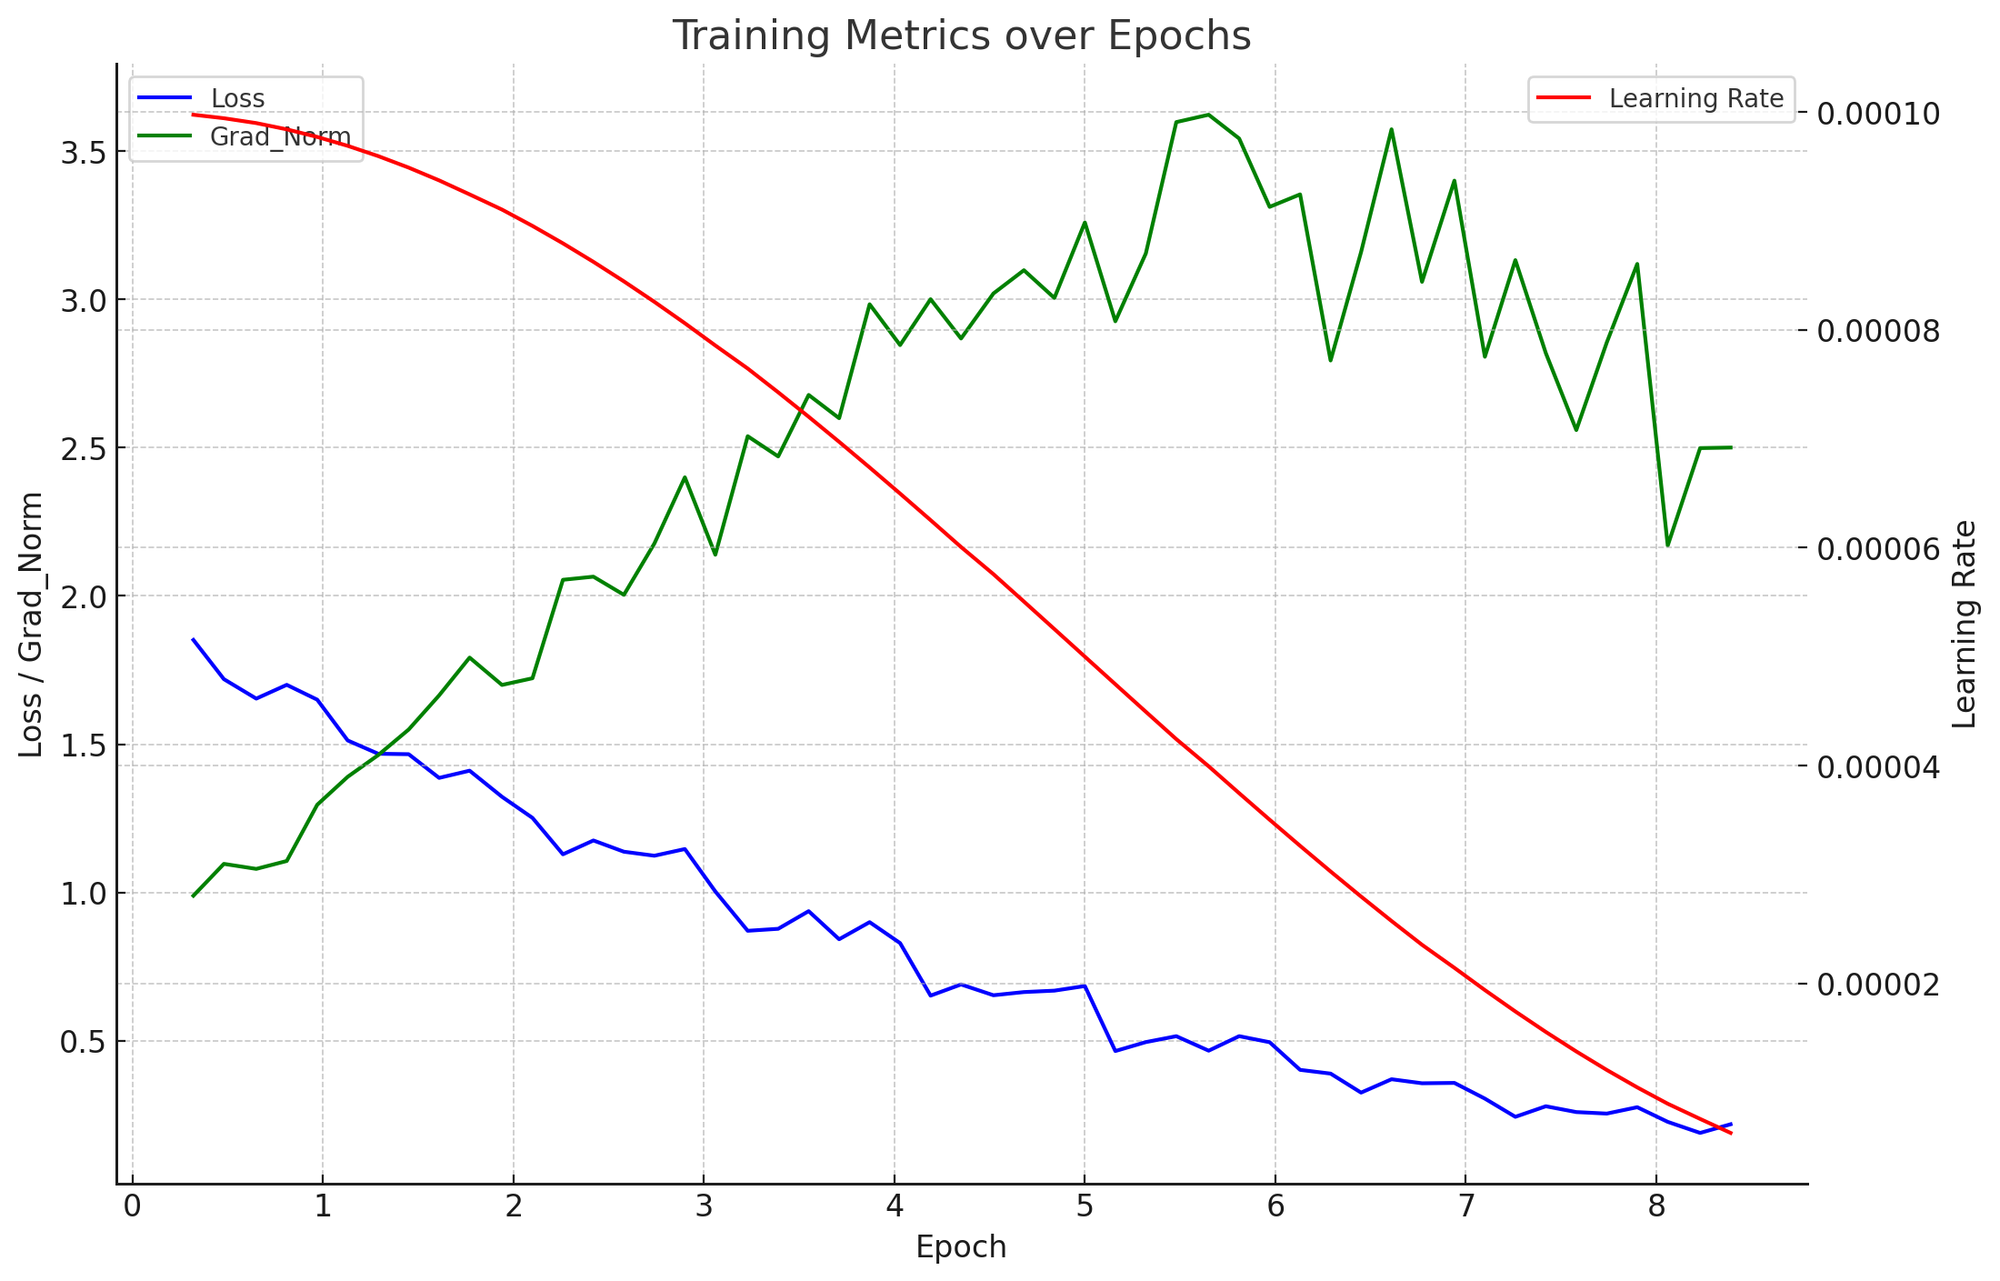 Training Metrics over Epochs
Loss
Grad_Norm
Learning Rate
3.5
3.0
2.5
2.0
1.5
1.0
0.5
Loss / Grad_Norm
0.00010
0.00008
0.00006
0.00004
0.00002
Learning Rate
0 1 2 3 4 5 6 7 8
Epoch